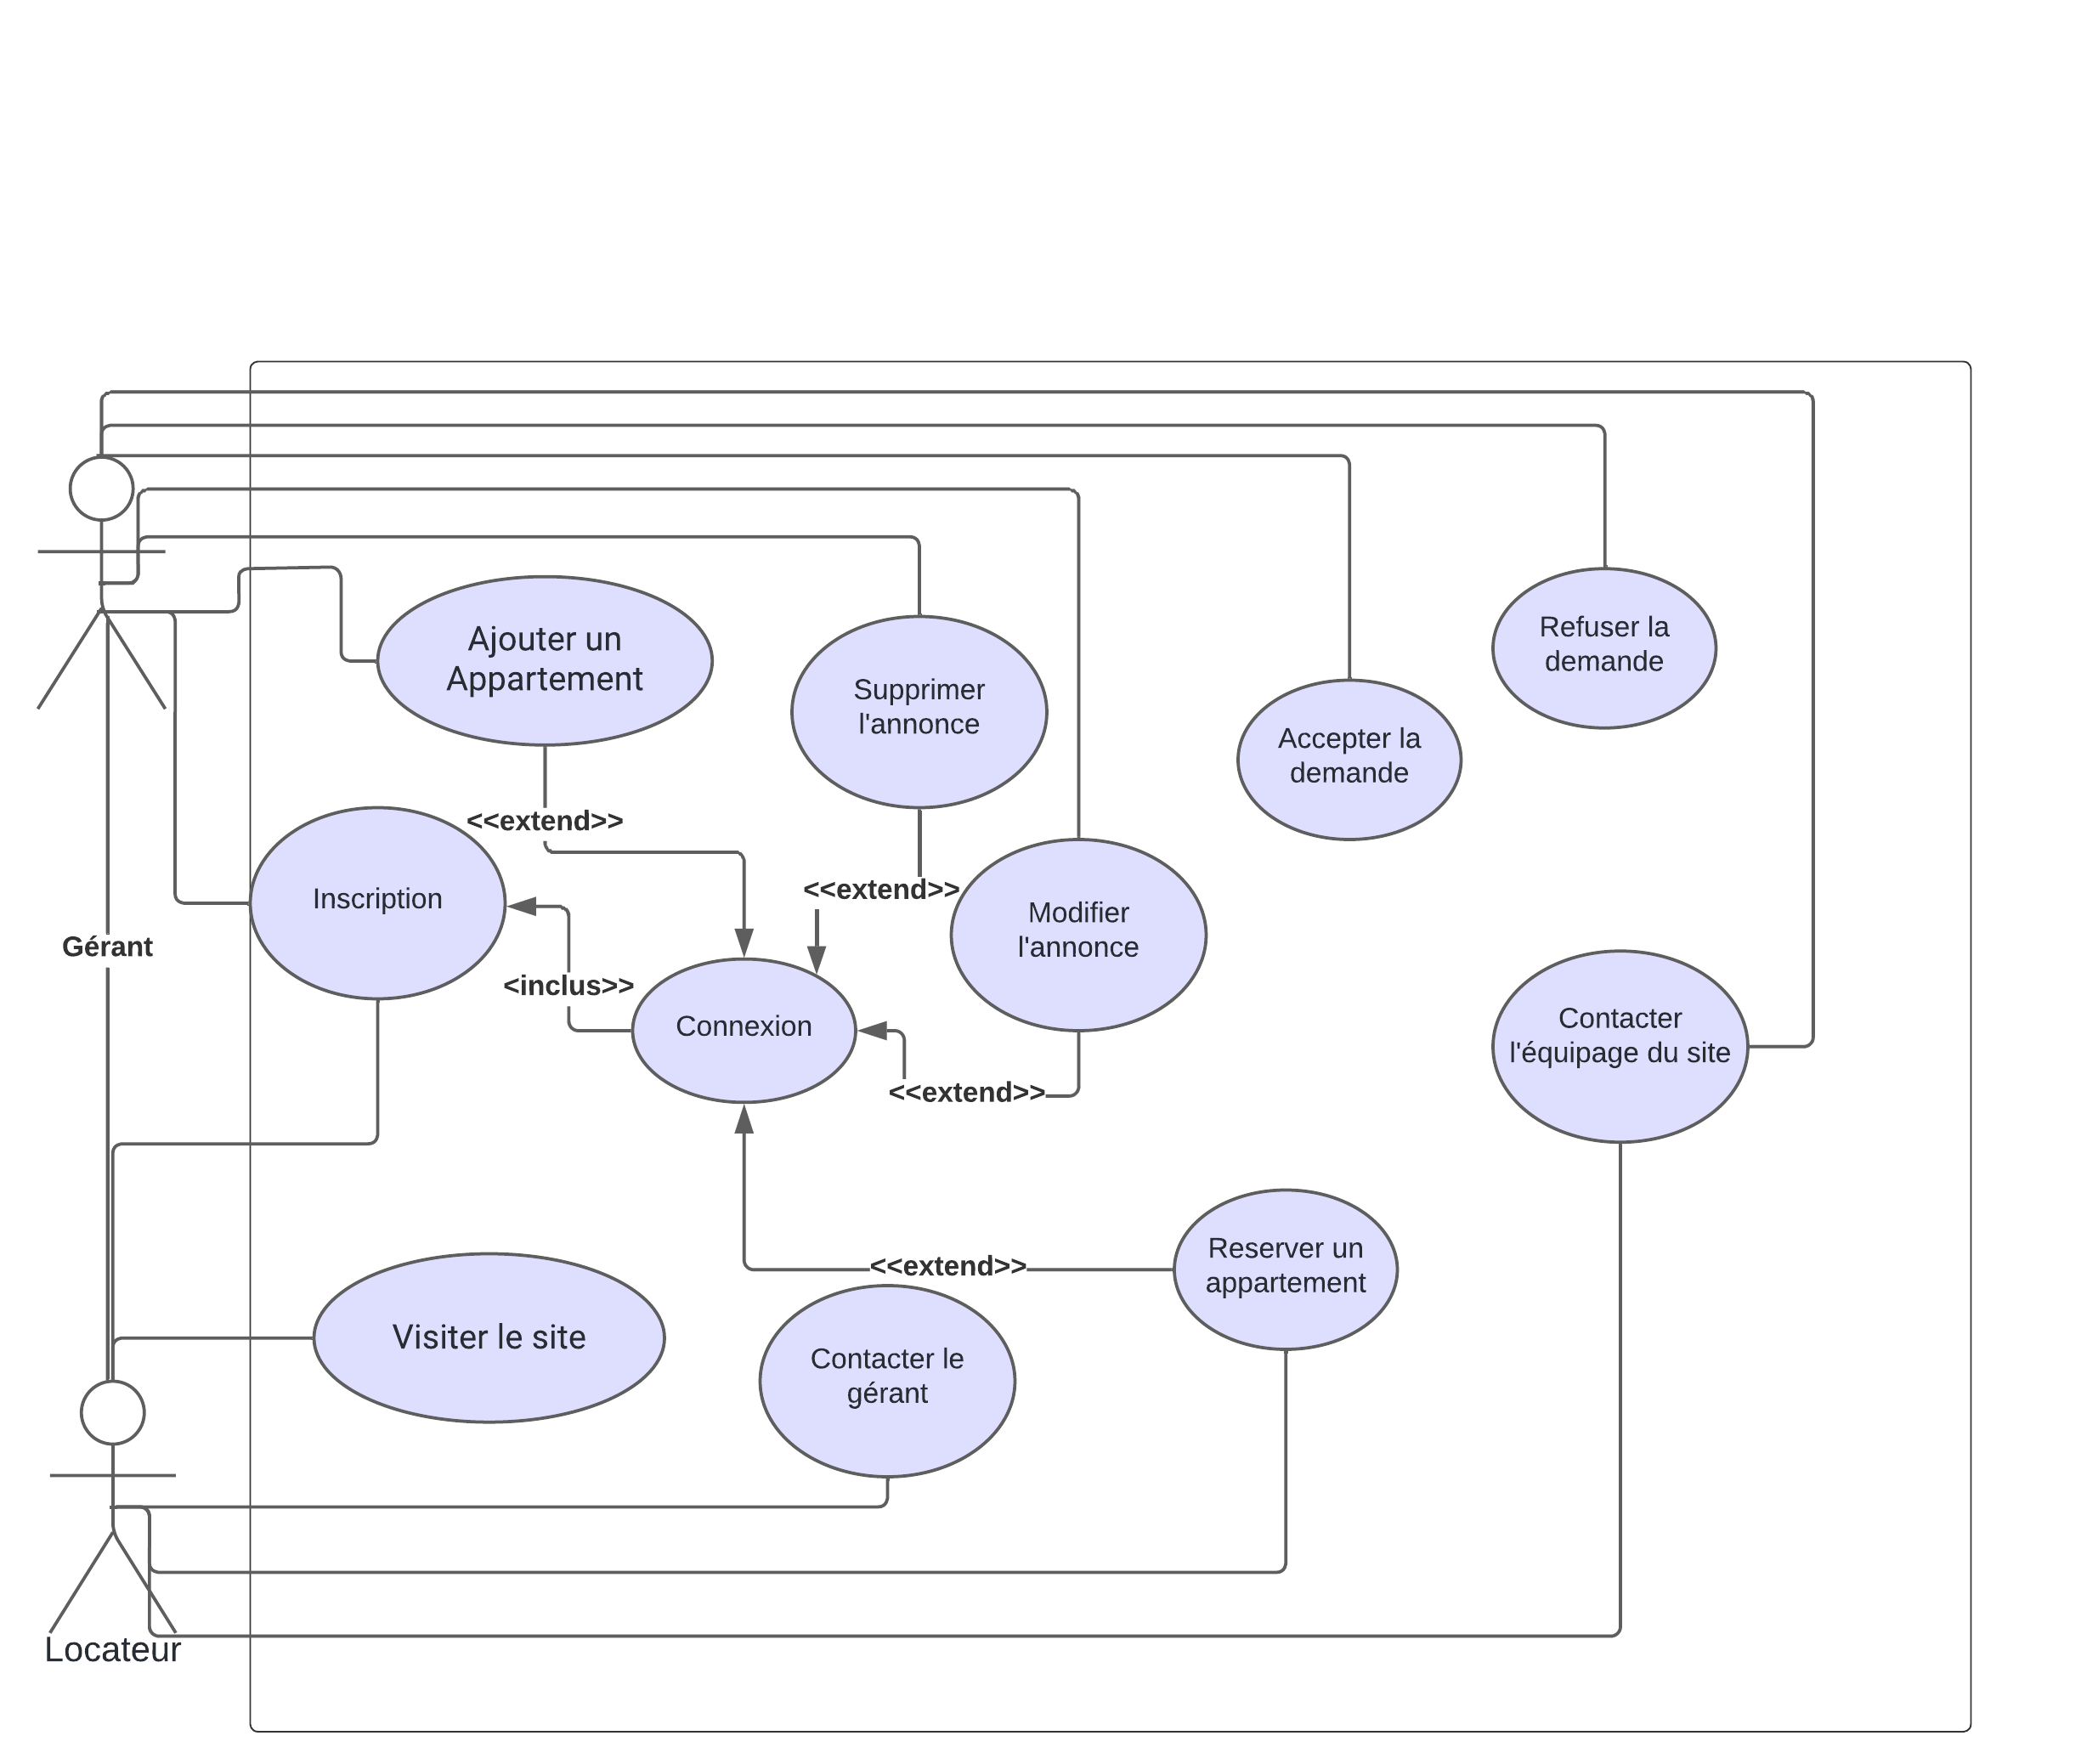 Refuser la
demande
Ajouter un
Appartement
Supprimer
l'annonce
Accepter la
demande
<<extend>>
<<extend>>
Inscription
Modifier
l'annonce
Gérant
<inclus>>
Connexion
Contacter
l'équipage du site
<<extend>>
<<extend>>
Reserver un
appartement
Visiter le site
Contacter le
gérant
Locateur